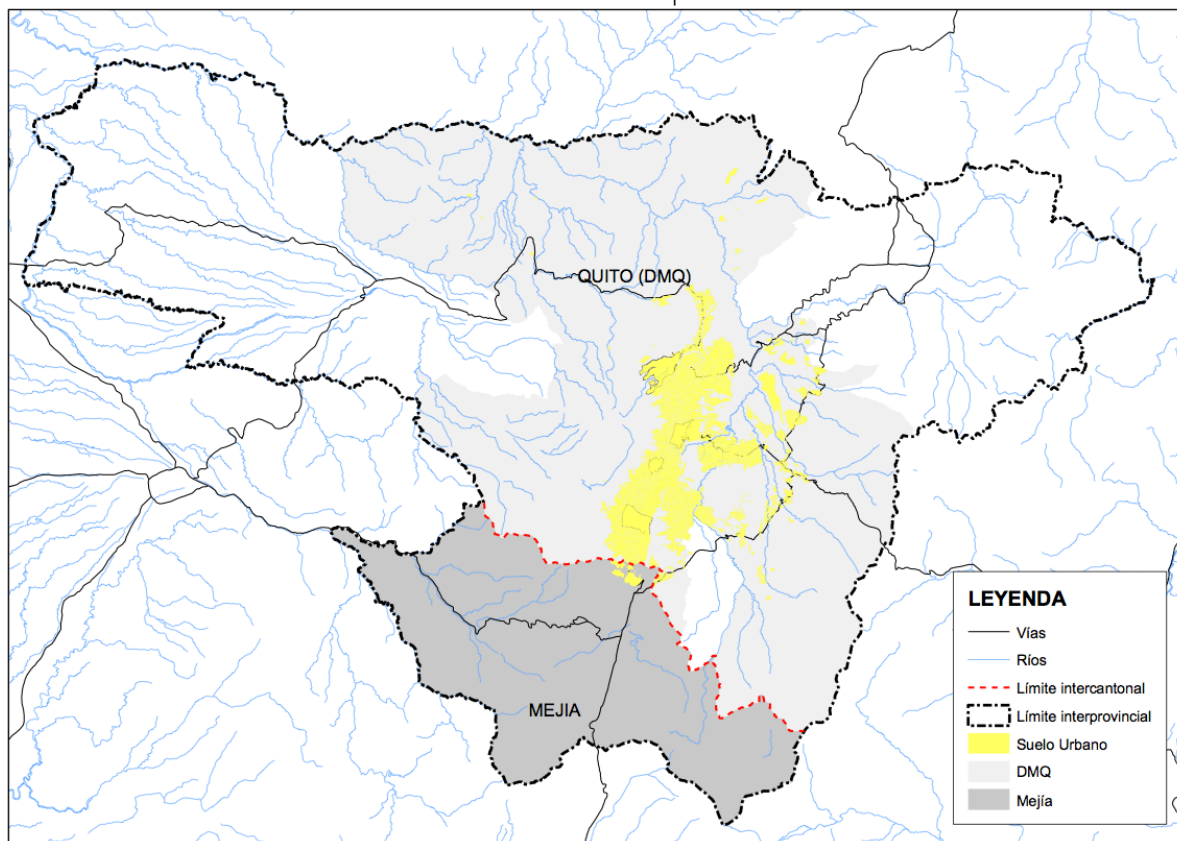 QUITO (DMQ)
MEJIA
LEYENDA
Vías
Ríos
Límite intercantonal
Límite interprovincial
Suelo Urbano
DMQ
Mejía